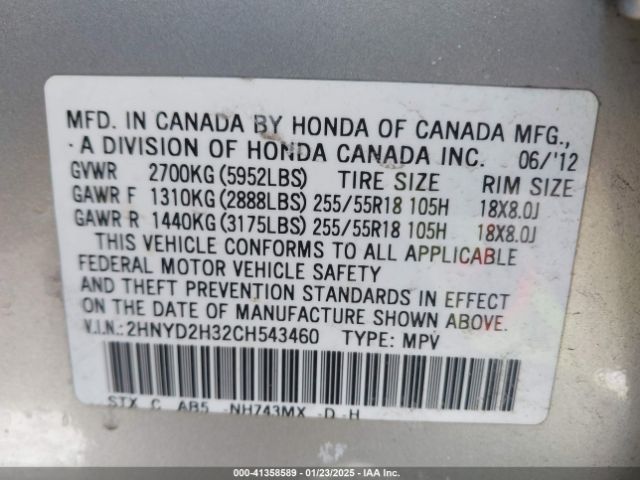 MFD. IN CANADA BY HONDA OF CANADA MFG.,
A DIVISION OF HONDA CANADA INC. 06/'12
GVWR 2700KG (5952LBS) TIRE SIZE RIM SIZE
GAWR F 1310KG (2888LBS) 255/55R18 105H 18X8.0J
GAWR R 1440KG (3175LBS) 255/55R18 105H 18X8.0J
THIS VEHICLE CONFORMS TO ALL APPLICABLE
FEDERAL MOTOR VEHICLE SAFETY
AND THEFT PREVENTION STANDARDS IN EFFECT
ON THE DATE OF MANUFACTURE SHOWN ABOVE.
V.I.N.: 2HNYD2H32CH543460 TYPE: MPV
STX C AB5 NH743MX D H
CF
000-41358589 | 01/23/2025 - IAA Inc.